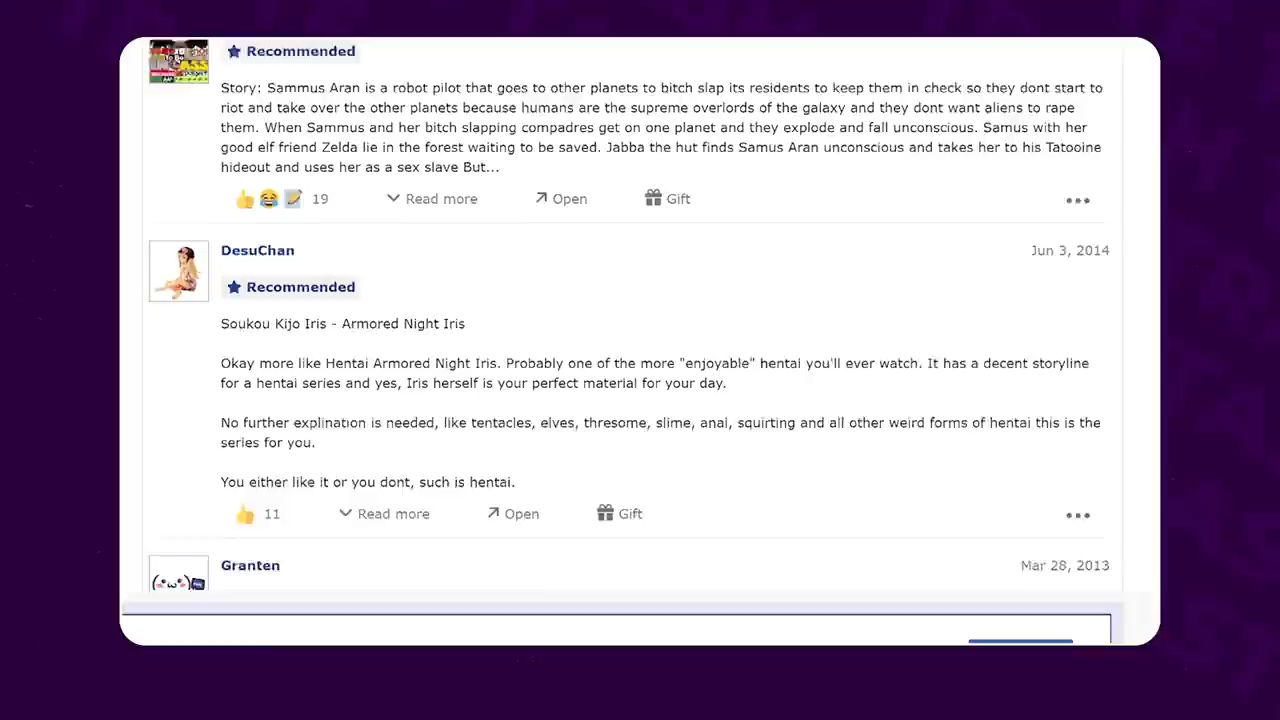 Recommended
Story: Sammus Aran is a robot pilot that goes to other planets to bitch slap its residents to keep them in check so they dont start to
riot and take over the other planets because humans are the supreme overlords of the galaxy and they dont want aliens to rape
them. When Sammus and her bitch slapping compadres get on one planet and they explode and fall unconscious. Samus with her
good elf friend Zelda lie in the forest waiting to be saved. Jabba the hut finds Samus Aran unconscious and takes her to his Tatooine
hideout and uses her as a sex slave But...
19 Read more Open Gift
DesuChan Jun 3, 2014
Recommended
Soukou Kijo Iris - Armored Night Iris
Okay more like Hentai Armored Night Iris. Probably one of the more "enjoyable" hentai you'll ever watch. It has a decent storyline
for a hentai series and yes, Iris herself is your perfect material for your day.
No further explination is needed, like tentacles, elves, thresome, slime, anal, squirting and all other weird forms of hentai this is the
series for you.
You either like it or you dont, such is hentai.
11 Read more Open Gift
Granten Mar 28, 2013